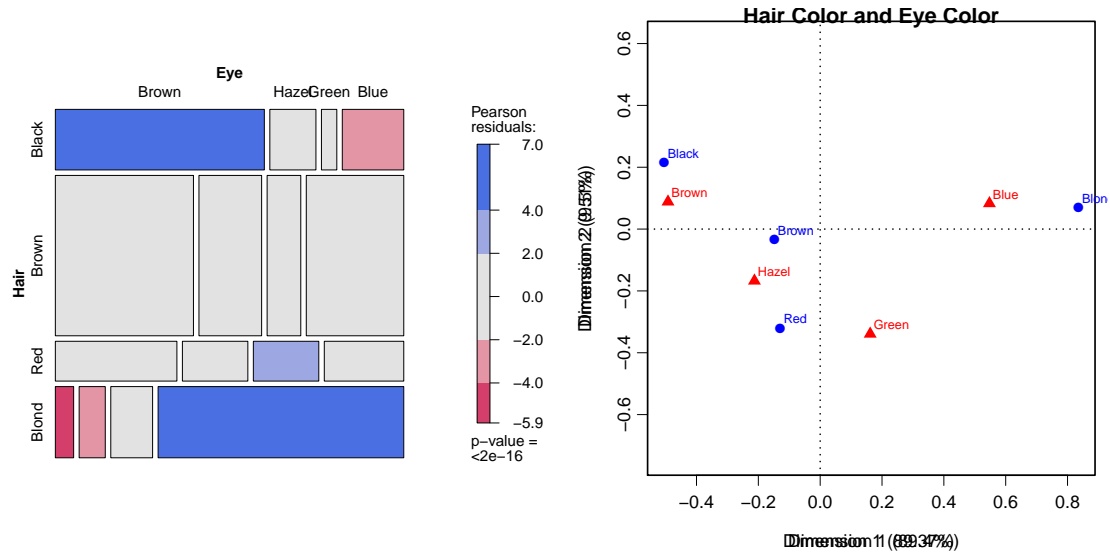 Eye
Brown Hazel Green Blue
Hair
Black
Brown
Red
Blond
Pearson
residuals:
7.0
4.0
2.0
0.0
−2.0
−4.0
−5.9
p−value =
<2e−16
Hair Color and Eye Color
0.6
0.4
0.2
0.0
−0.2
−0.4
−0.6
Black
Brown
Brown
Hazel
Red
Green
Blue
−0.4 −0.2 0.0 0.2 0.4 0.6 0.8